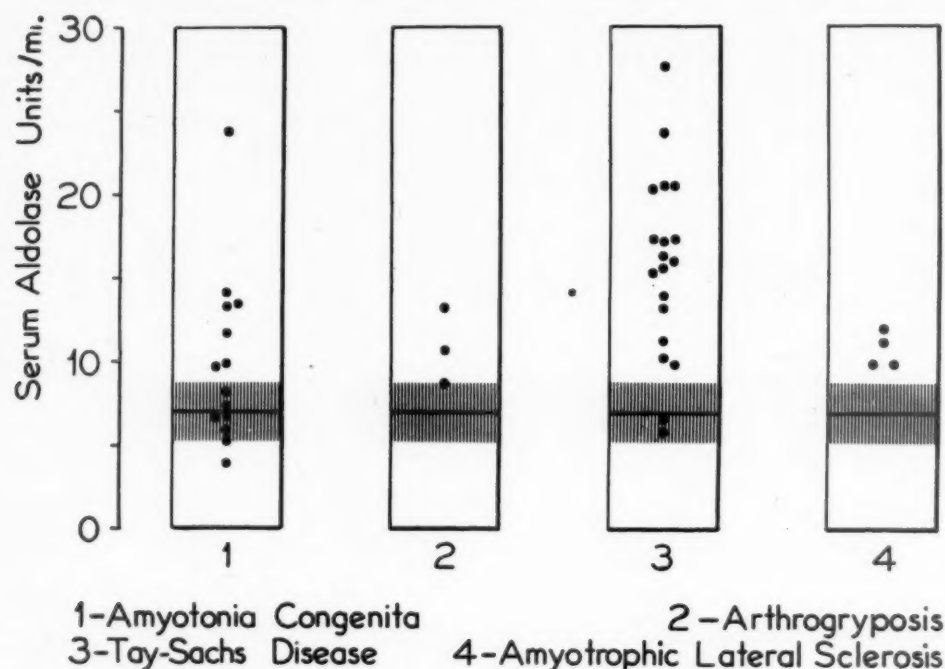 Serum Aldolase Units/ml.
30
20
10
0
1
2
3
4
1-Amyotonia Congenita
2-Arthrogryposis
3-Tay-Sachs Disease
4-Amyotrophic Lateral Sclerosis